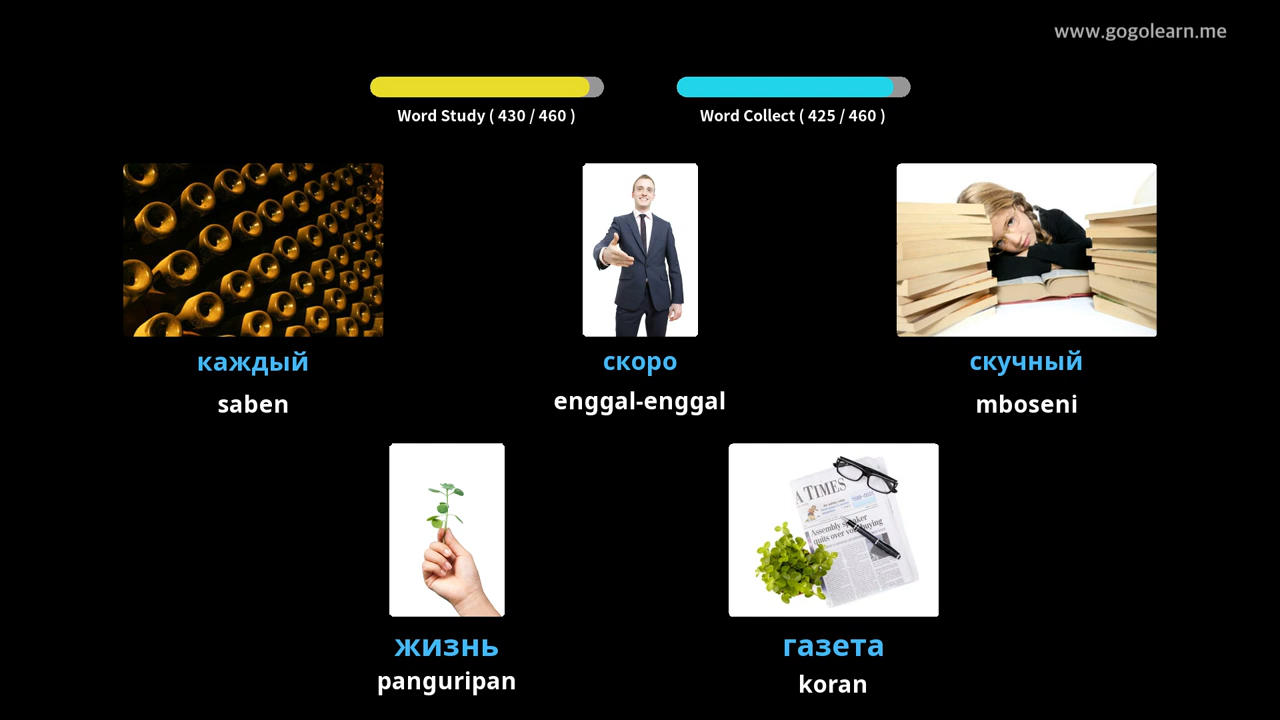 www.gogolearn.me
Word Study ( 430 / 460 )
Word Collect ( 425 / 460 )
каждый
saben
скоро
enggal-enggal
скучный
mboseni
A TIMES
жизнь
panguripan
газета
koran